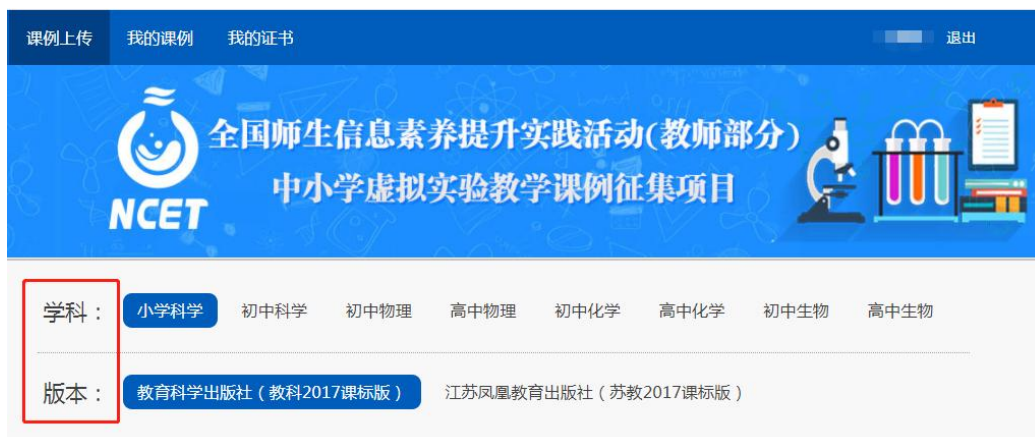 课例上传 我的课例 我的证书 退出
全国师生信息素养提升实践活动(教师部分)
中小学虚拟实验教学课例征集项目
NCET
学科： 小学科学 初中科学 初中物理 高中物理 初中化学 高中化学 初中生物 高中生物
版本： 教育科学出版社（教科2017课标版） 江苏凤凰教育出版社（苏教2017课标版）